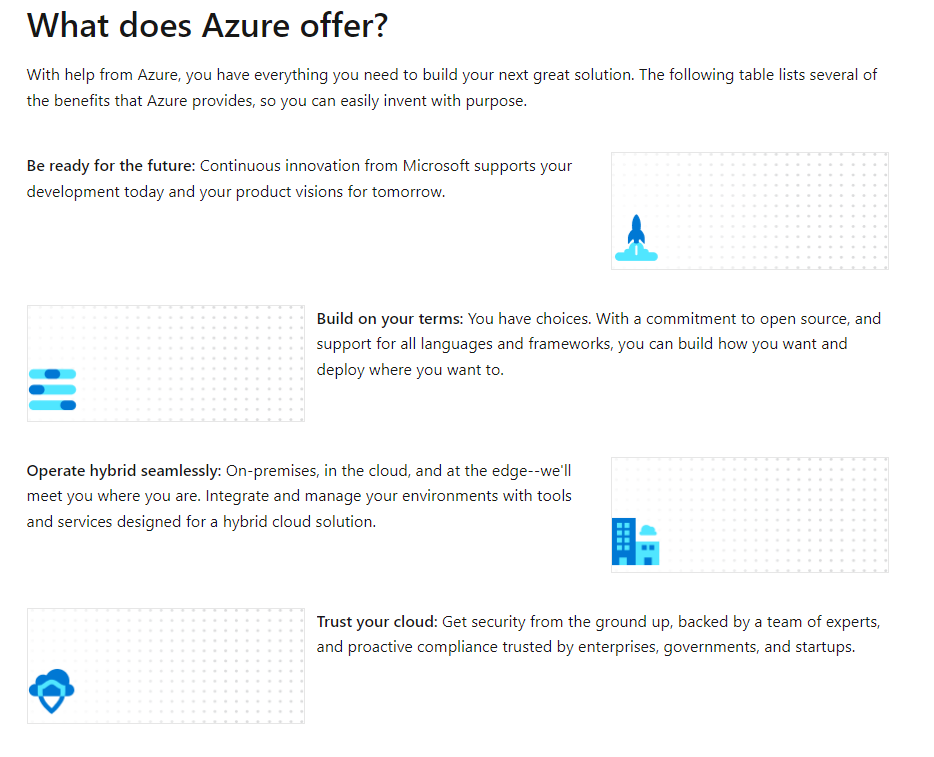 What does Azure offer?
With help from Azure, you have everything you need to build your next great solution. The following table lists several of
the benefits that Azure provides, so you can easily invent with purpose.
Be ready for the future: Continuous innovation from Microsoft supports your
development today and your product visions for tomorrow.
Build on your terms: You have choices. With a commitment to open source, and
support for all languages and frameworks, you can build how you want and
deploy where you want to.
Operate hybrid seamlessly: On-premises, in the cloud, and at the edge--we'll
meet you where you are. Integrate and manage your environments with tools
and services designed for a hybrid cloud solution.
Trust your cloud: Get security from the ground up, backed by a team of experts,
and proactive compliance trusted by enterprises, governments, and startups.